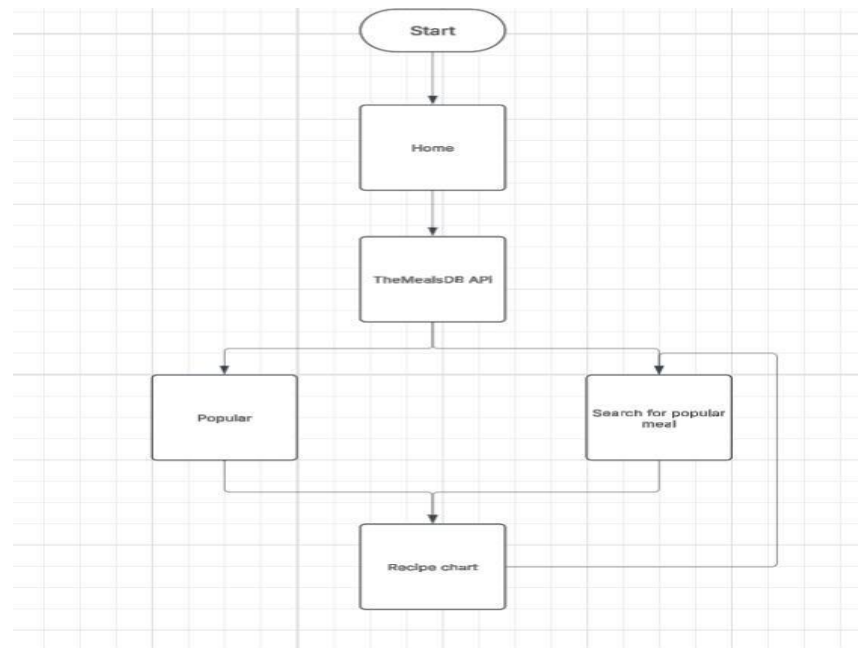 Start
Home
TheMealsDB API
Popular
Search for popular
meal
Recipe chart